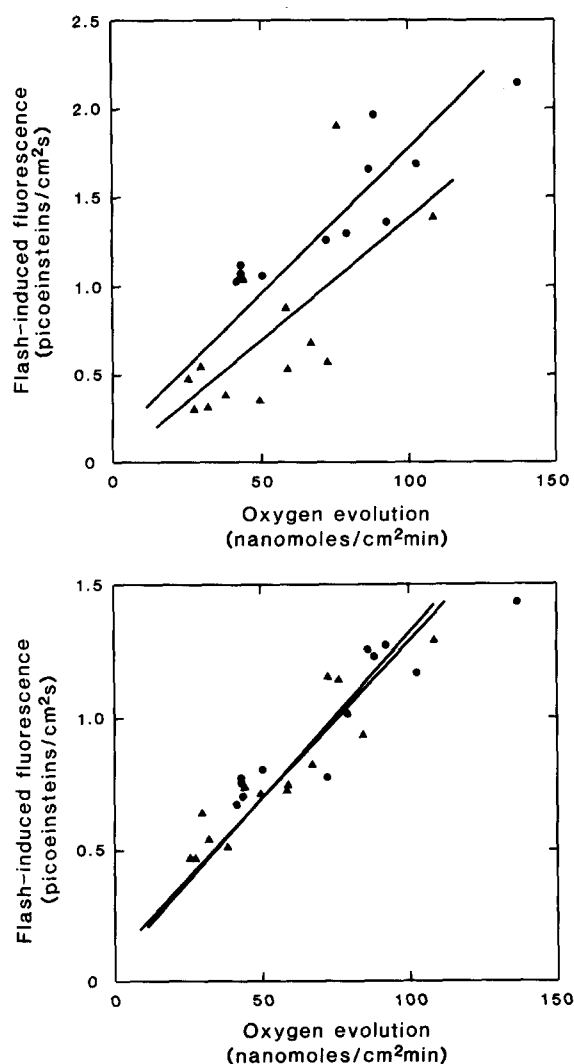 2.5
2.0
1.5
1.0
0.5
0
Flash-induced fluorescence
(picoeinsteins/cm²s)
0 50 100 150
Oxygen evolution
(nanomoles/cm²min)
1.5
1.0
0.5
0
Flash-induced fluorescence
(picoeinsteins/cm²s)
0 50 100 150
Oxygen evolution
(nanomoles/cm²min)